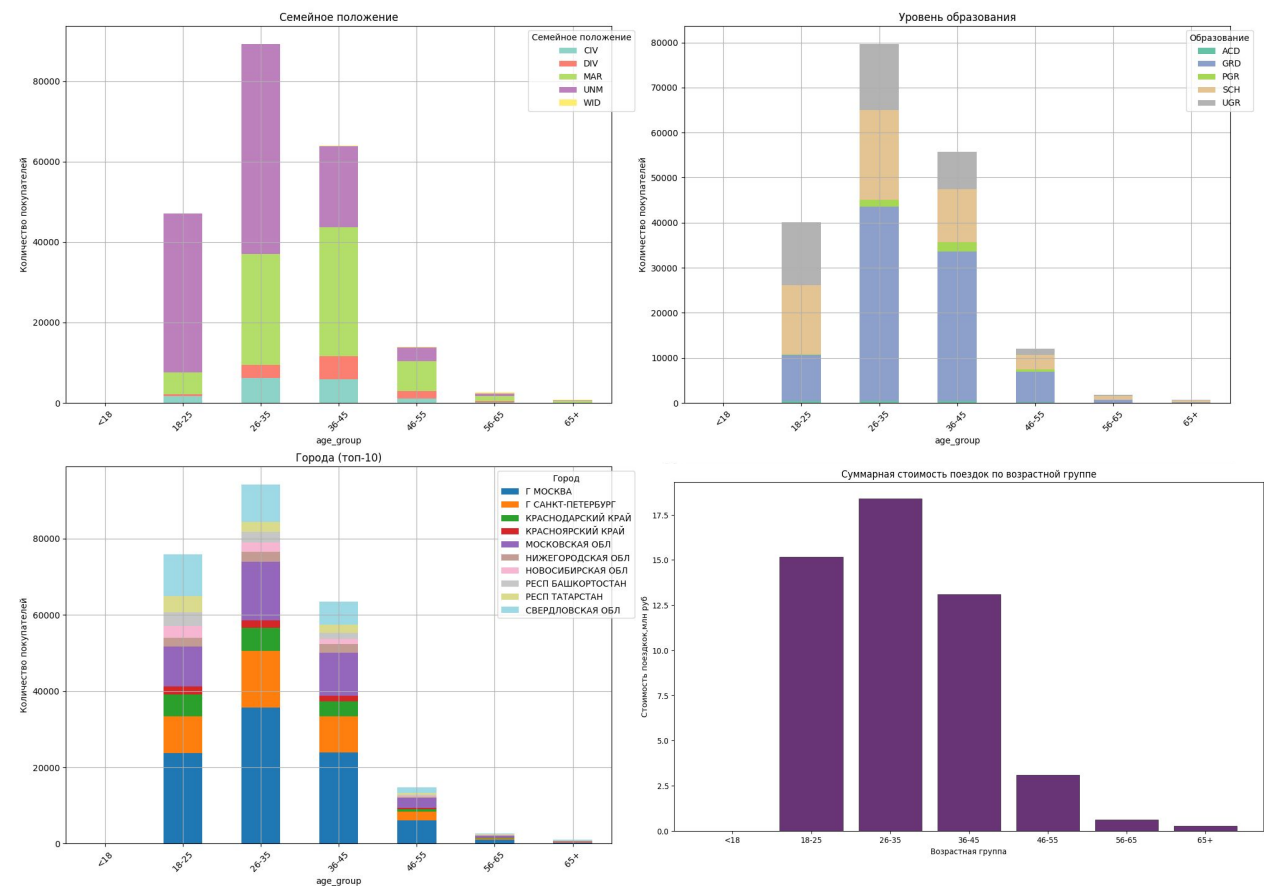 Семейное положение
Количество покупателей
80000
60000
40000
20000
0
Семейное положение
CIV
DIV
MAR
UNM
WID
<18
18-25
26-35
36-45
46-55
56-65
65+
age_group
Уровень образования
Количество покупателей
80000
70000
60000
50000
40000
30000
20000
10000
0
Образование
ACD
GRD
PGR
SCH
UGR
<18
18-25
26-35
36-45
46-55
56-65
65+
age_group
Города (топ-10)
Количество покупателей
80000
60000
40000
20000
0
Город
Г МОСКВА
Г САНКТ-ПЕТЕРБУРГ
КРАСНОДАРСКИЙ КРАЙ
КРАСНОЯРСКИЙ КРАЙ
МОСКОВСКАЯ ОБЛ
НИЖЕГОРОДСКАЯ ОБЛ
НОВОСИБИРСКАЯ ОБЛ
РЕСП БАШКОРТОСТАН
РЕСП ТАТАРСТАН
СВЕРДЛОВСКАЯ ОБЛ
<18
18-25
26-35
36-45
46-55
56-65
65+
age_group
Суммарная стоимость поездок по возрастной группе
Стоимость поездкок,млн руб
17.5
15.0
12.5
10.0
7.5
5.0
2.5
0.0
<18
18-25
26-35
36-45
46-55
56-65
65+
Возрастная группа